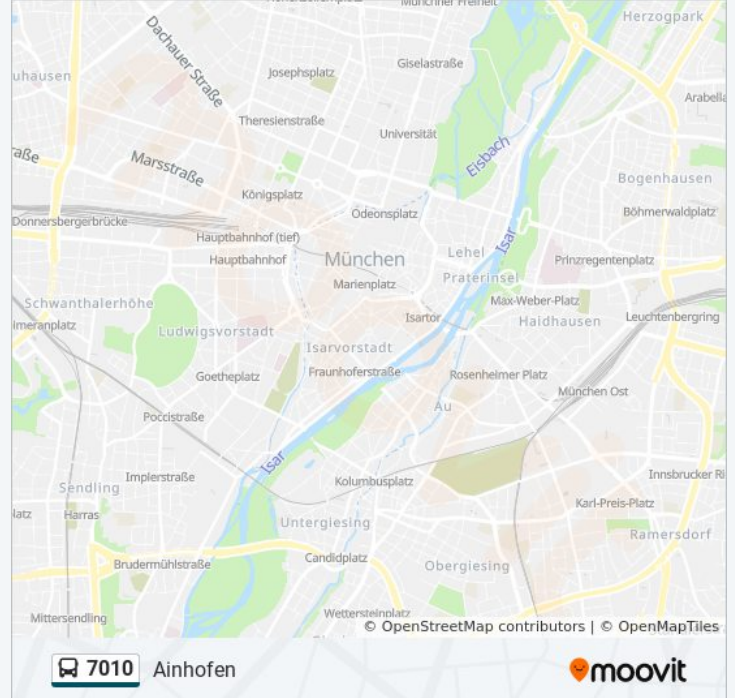 Münchner Freiheit
Herzogpark
Dachauer Straße
Giselastraße
Josephsplatz
uhausen
Arabella
Theresienstraße
Universität
Eisbach
aße
Marsstraße
Bogenhausen
Königsplatz
Odeonsplatz
Böhmerwaldplatz
Donnersbergerbrücke
Hauptbahnhof (tief)
Isar
Lehel
München
Hauptbahnhof
Prinzregentenplatz
Praterinsel
Marienplatz
Max-Weber-Platz
Schwanthalerhöhe
Isartor
Leuchtenbergring
Haidhausen
imeranplatz
Ludwigsvorstadt
Isarvorstadt
Fraunhoferstraße
Rosenheimer Platz
Goetheplatz
München Ost
Au
Poccistraße
Isar
Innsbrucker Ri
Implerstraße
Kolumbusplatz
Sendling
Karl-Preis-Platz
latz
Harras
Untergiesing
Ramersdorf
Candidplatz
Brudermühlstraße
Obergiesing
Wettersteinplatz
Mittersendling
© OpenStreetMap contributors | © OpenMapTiles
7010 Ainhofen
moovit